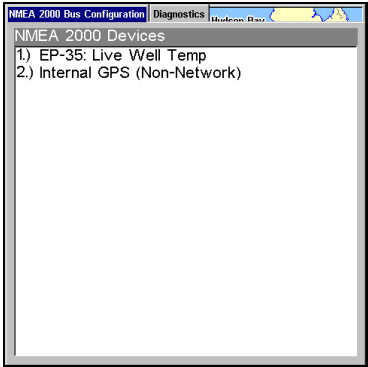 NMEA 2000 Bus Configuration Diagnostics Hudson Bay
NMEA 2000 Devices
1.) EP-35: Live Well Temp
2.) Internal GPS (Non-Network)